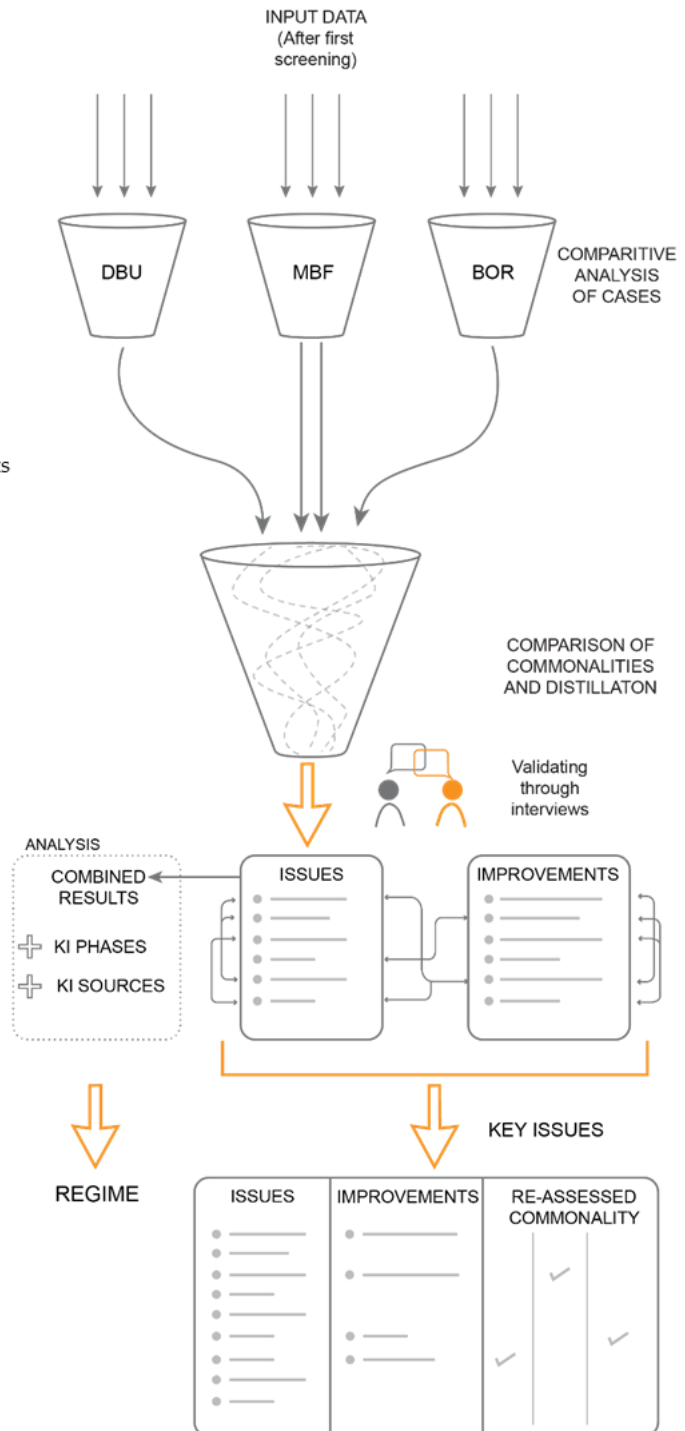 INPUT DATA
(After first
screening)
DBU
MBF
BOR
COMPARITIVE
ANALYSIS
OF CASES
s
COMPARISON OF
COMMONALITIES
AND DISTILLATON
Validating
through
interviews
ANALYSIS
COMBINED
RESULTS
KI PHASES
KI SOURCES
ISSUES
IMPROVEMENTS
KEY ISSUES
REGIME
ISSUES
IMPROVEMENTS
RE-ASSESSED
COMMONALITY